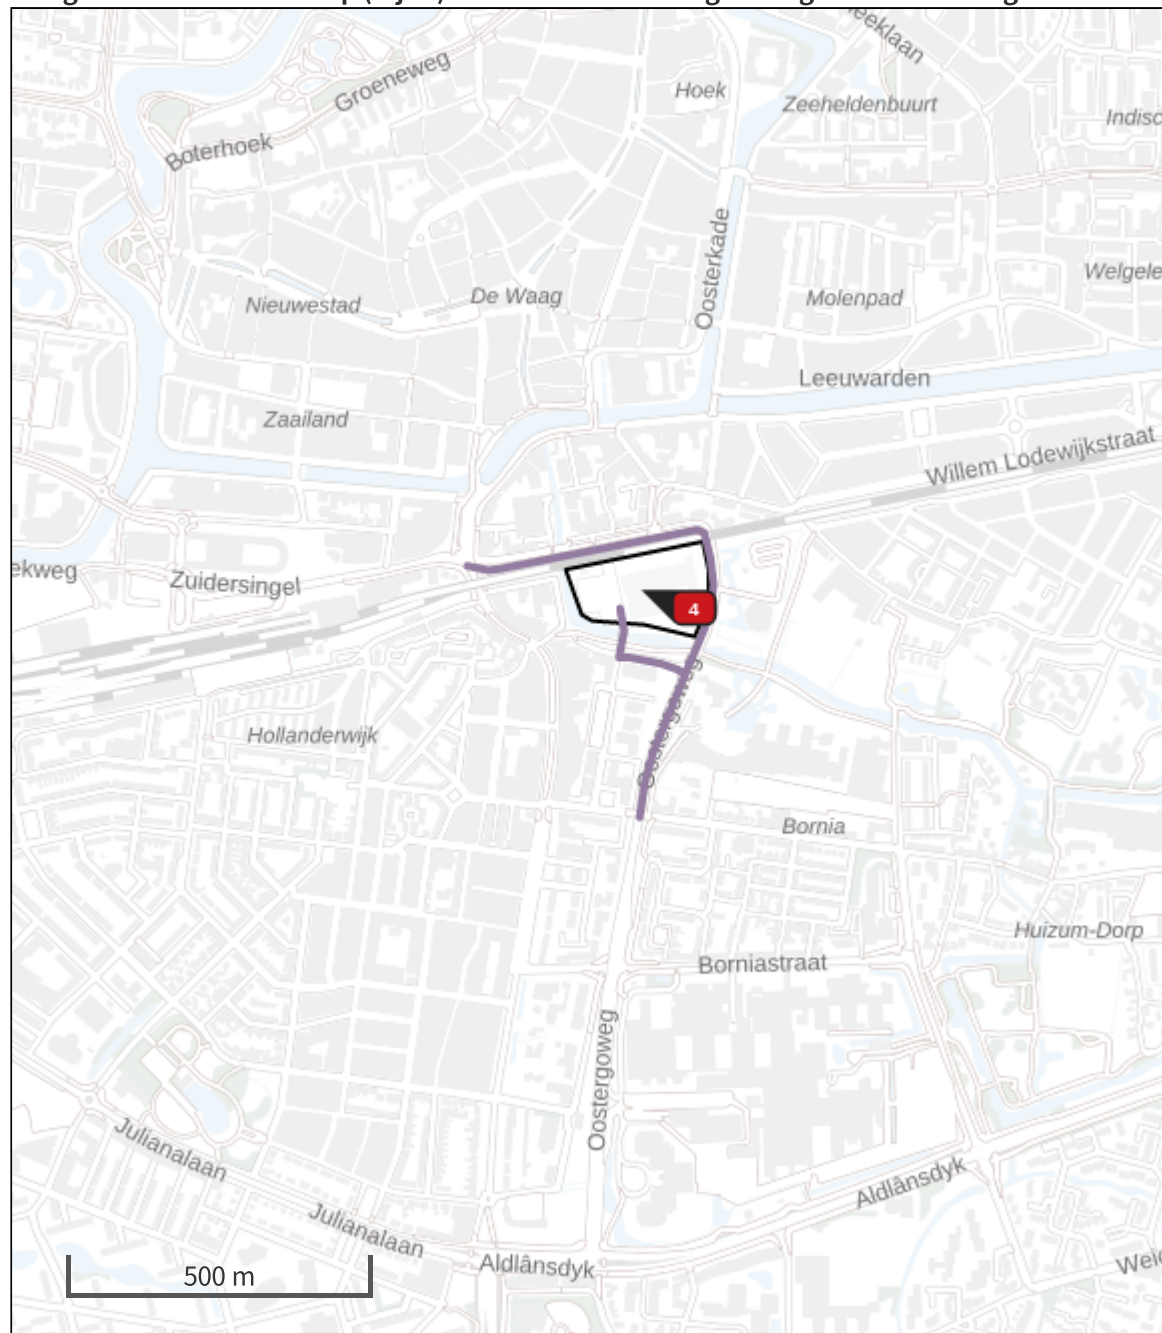 Groeneweg
Hoek
Zeeheldenbuurt
Boterhoek
Oosterkade
Nieuwestad
De Waag
Molenpad
Leeuwarden
Zaailand
Willem Lodewijkstraat
Zuidersingel
4
Oostergoweg
Hollanderwijk
Bornia
Huizum-Dorp
Borniastraat
Oostergoweg
Julianalaan
Aldlânsdyk
Julianalaan
Aldlânsdyk
500 m